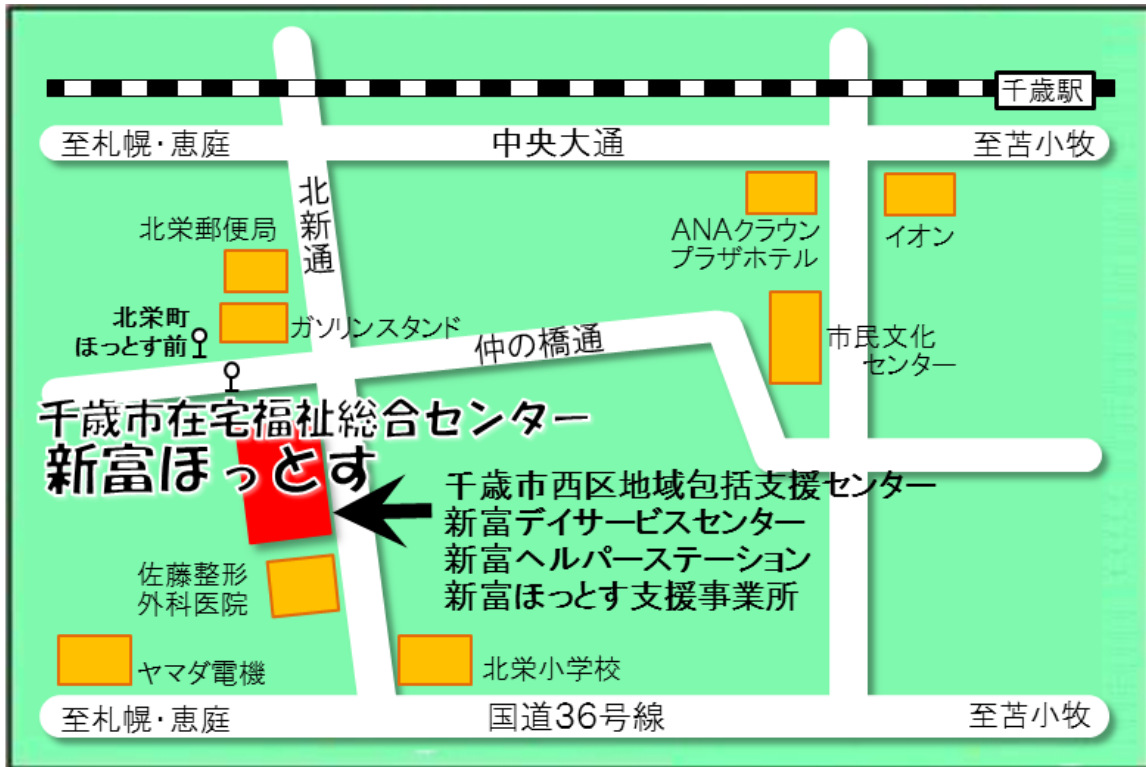 千歳駅
至札幌・恵庭
中央大通
至苫小牧
北新通
北栄郵便局
ANAクラウン
プラザホテル
イオン
北栄町
ほっとす前
ガソリンスタンド
仲の橋通
市民文化
センター
千歳市在宅福祉総合センター
新富ほっとす
千歳市西区地域包括支援センター
新富デイサービスセンター
新富ヘルパーステーション
新富ほっとす支援事業所
佐藤整形
外科医院
ヤマダ電機
北栄小学校
至札幌・恵庭
国道36号線
至苫小牧